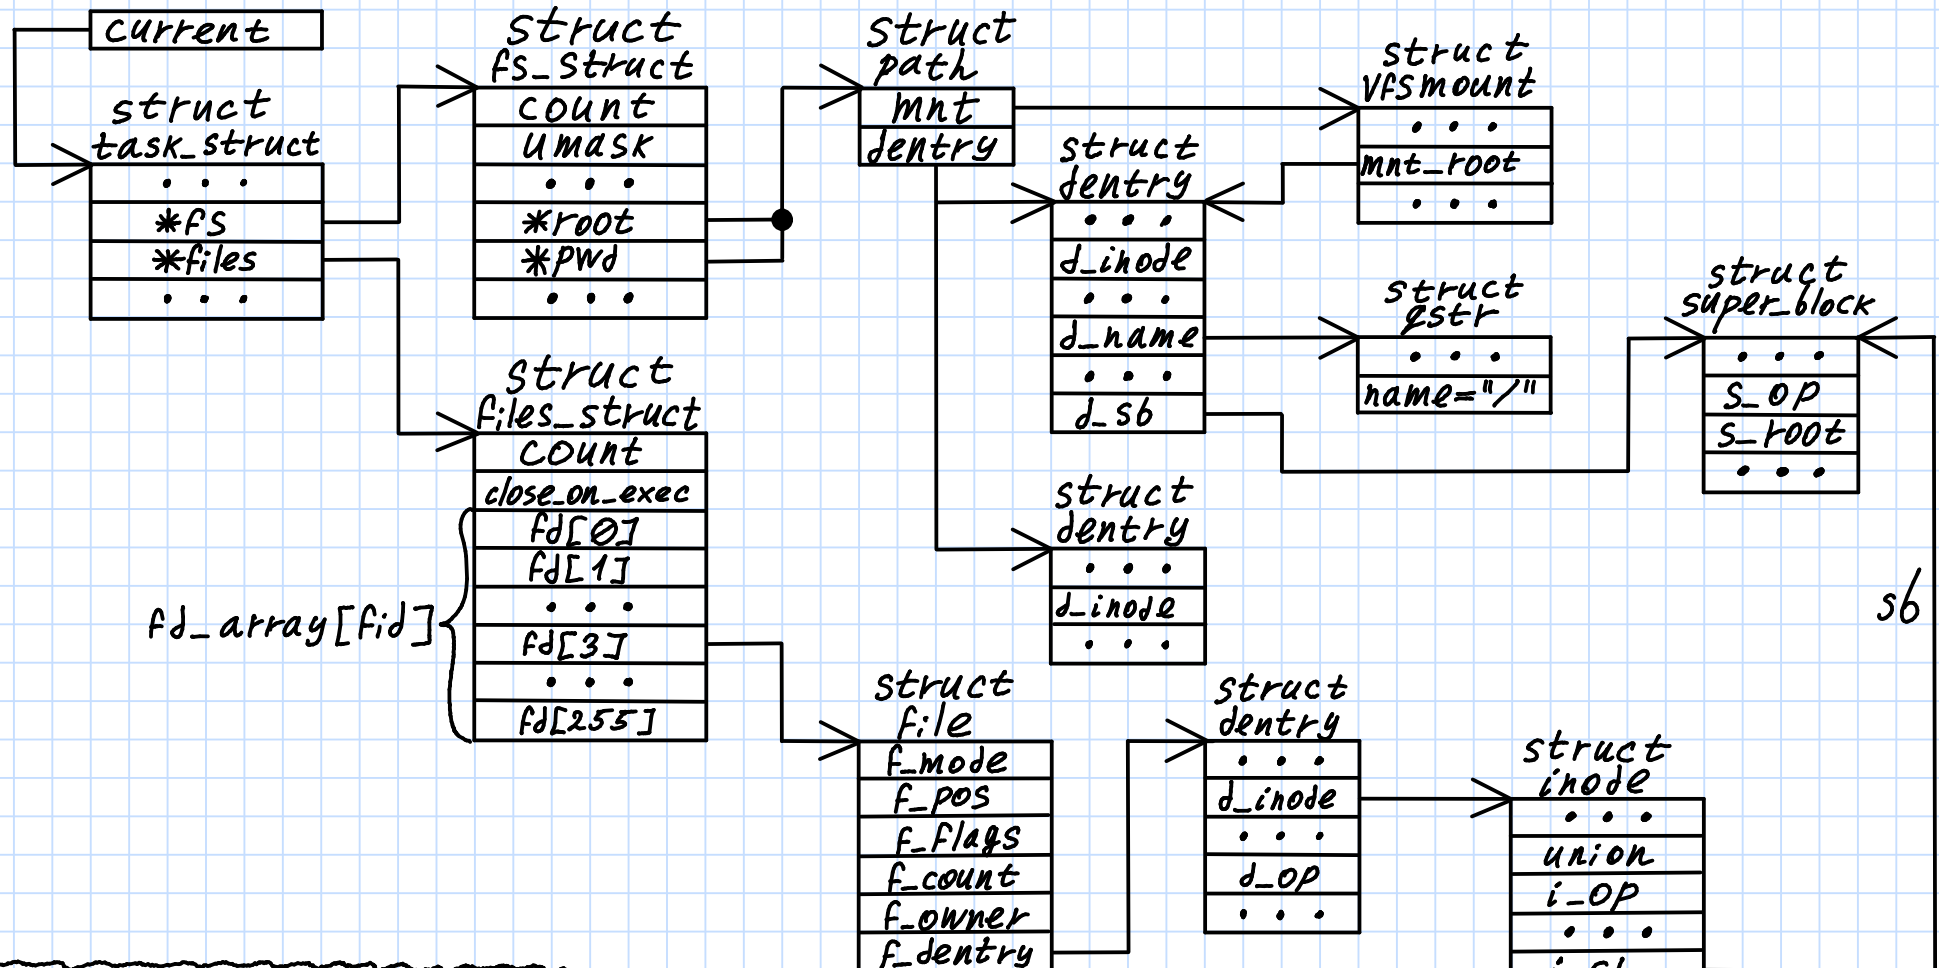 current
struct
task_struct
. . .
*fs
*files
. . .
struct
fs_struct
count
umask
. . .
*root
*pwd
. . .
struct
files_struct
count
close_on_exec
fd[0]
fd[1]
. . .
fd[3]
. . .
fd[255]
fd_array[fid]
struct
path
mnt
dentry
struct
vfsmount
. . .
mnt_root
. . .
struct
dentry
. . .
d_inode
. . .
d_name
. . .
d_sb
struct
qstr
. . .
name="/"
struct
super_block
. . .
s_op
s_root
. . .
struct
dentry
. . .
d_inode
. . .
sb
struct
file
f_mode
f_pos
f_flags
f_count
f_owner
f_dentry
struct
dentry
. . .
d_inode
. . .
d_op
. . .
struct
inode
. . .
union
i_op
. . .